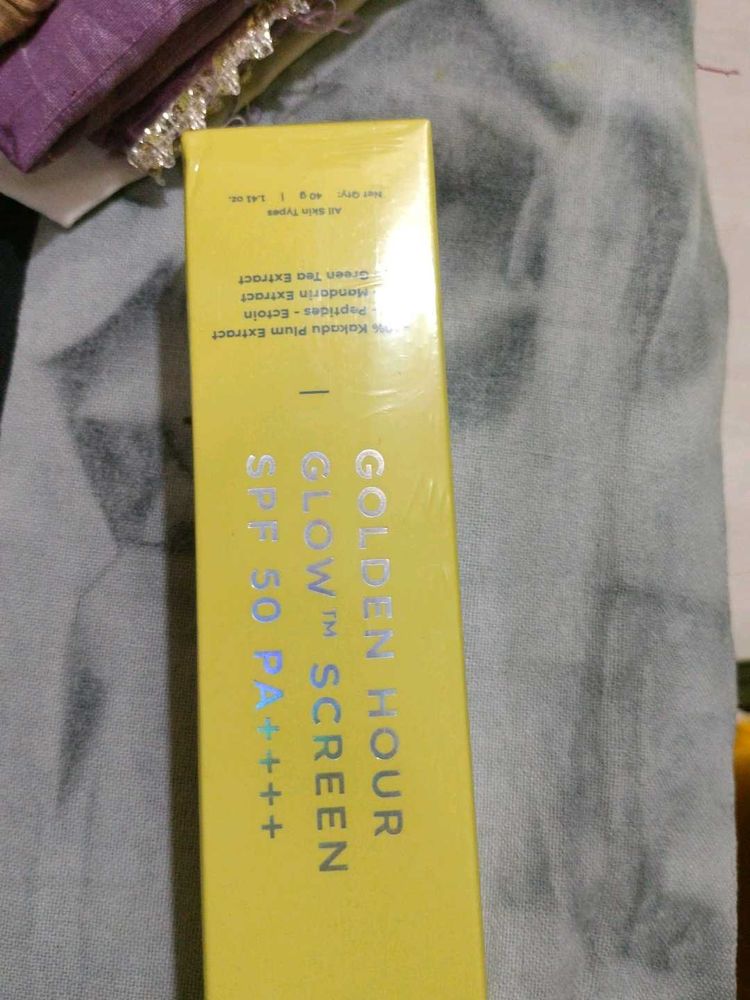 GOLDEN HOUR
GLOW™ SCREEN
SPF 50 PA++++
Kakadu Plum Extract
- Peptides - Ectoin
- Mandarin Extract
Green Tea Extract
All Skin Types
Net Qty: 40 g | 1.41 oz.